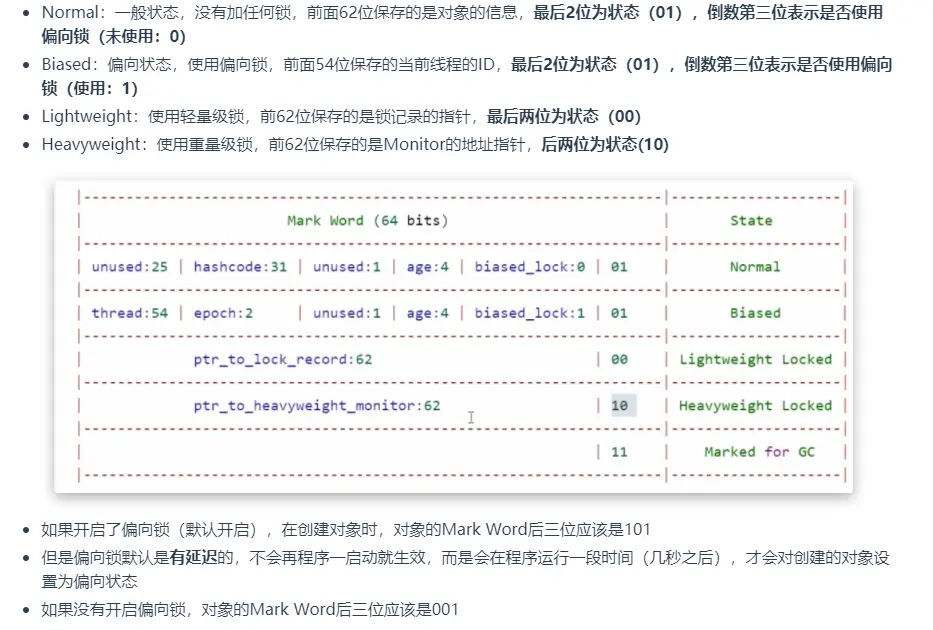 Normal：一般状态，没有加任何锁，前面62位保存的是对象的信息，最后2位为状态（01），倒数第三位表示是否使用
偏向锁（未使用：0）
Biased：偏向状态，使用偏向锁，前面54位保存的当前线程的ID，最后2位为状态（01），倒数第三位表示是否使用偏向
锁（使用：1）
Lightweight：使用轻量级锁，前62位保存的是锁记录的指针，最后两位为状态（00）
Heavyweight：使用重量级锁，前62位保存的是Monitor的地址指针，后两位为状态(10)
Mark Word (64 bits) | State
unused:25 | hashcode:31 | unused:1 | age:4 | biased_lock:0 | 01 | Normal
thread:54 | epoch:2 | unused:1 | age:4 | biased_lock:1 | 01 | Biased
ptr_to_lock_record:62 | 00 | Lightweight Locked
ptr_to_heavyweight_monitor:62 | 10 | Heavyweight Locked
| 11 | Marked for GC
如果开启了偏向锁（默认开启），在创建对象时，对象的Mark Word后三位应该是101
但是偏向锁默认是有延迟的，不会再程序一启动就生效，而是会在程序运行一段时间（几秒之后），才会对创建的对象设
置为偏向状态
如果没有开启偏向锁，对象的Mark Word后三位应该是001